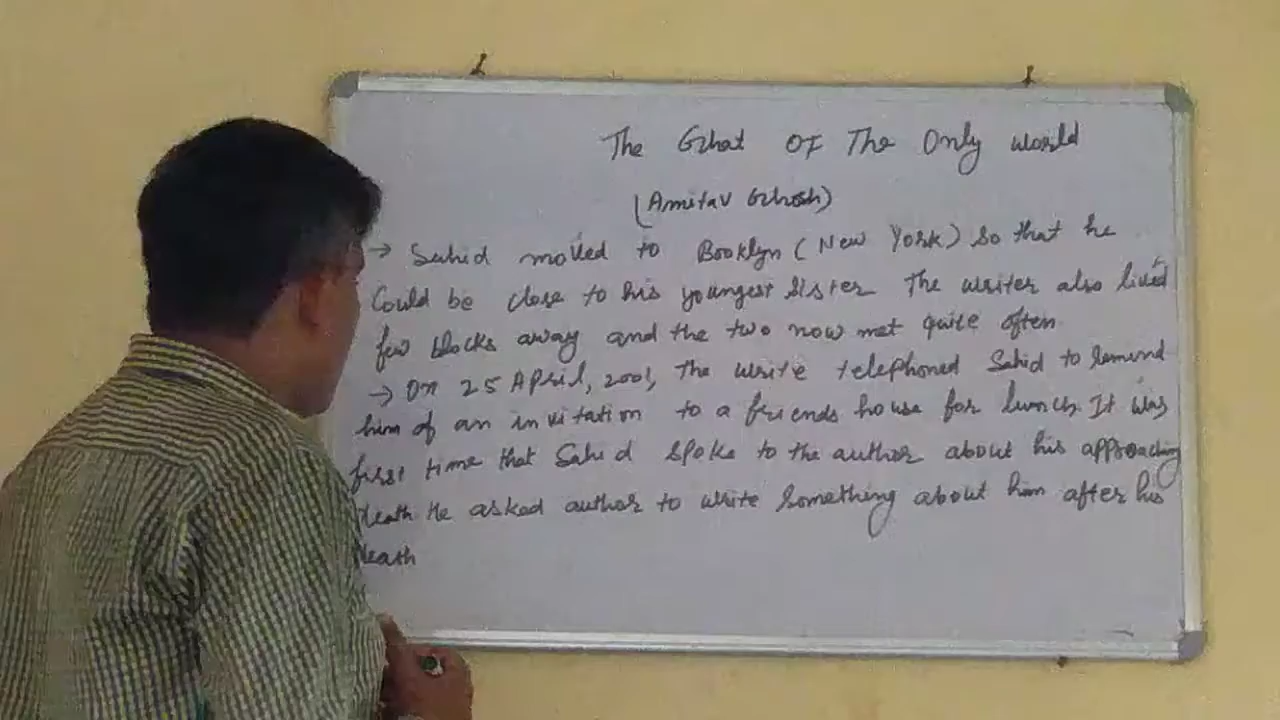 The Ghat Of The Only World
(Amitav Ghosh)
→ Sahid moved to Booklyn (New York) so that he
Could be close to his youngest sister The writer also lived
few blocks away and the two now met quite often
→ On 25 April, 2001, The write telephoned Sahid to remind
him of an invitation to a friends house for lunch. It was
first time that Sahid spoke to the author about his approaching
death He asked author to write something about him after his
death